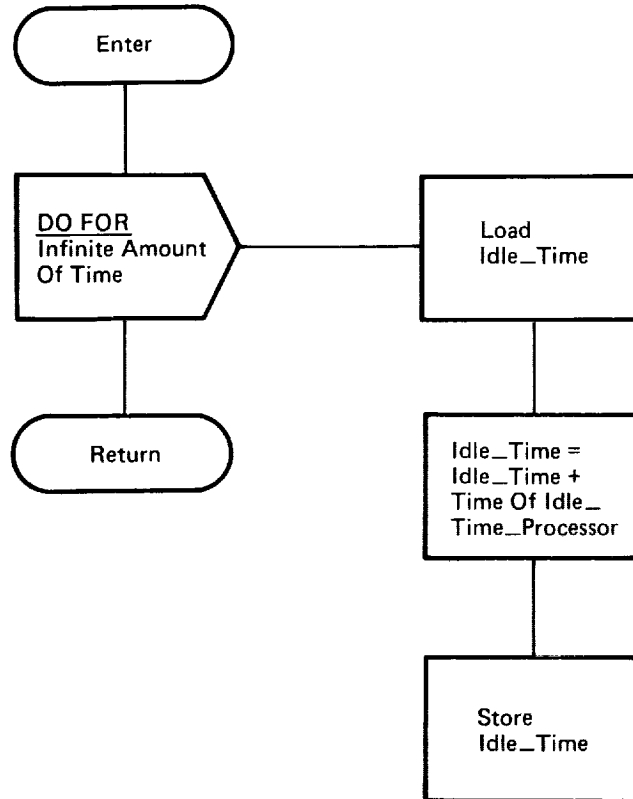 Enter
DO FOR
Infinite Amount
Of Time
Load
Idle_Time
Return
Idle_Time =
Idle_Time +
Time Of Idle_
Time_Processor
Store
Idle_Time